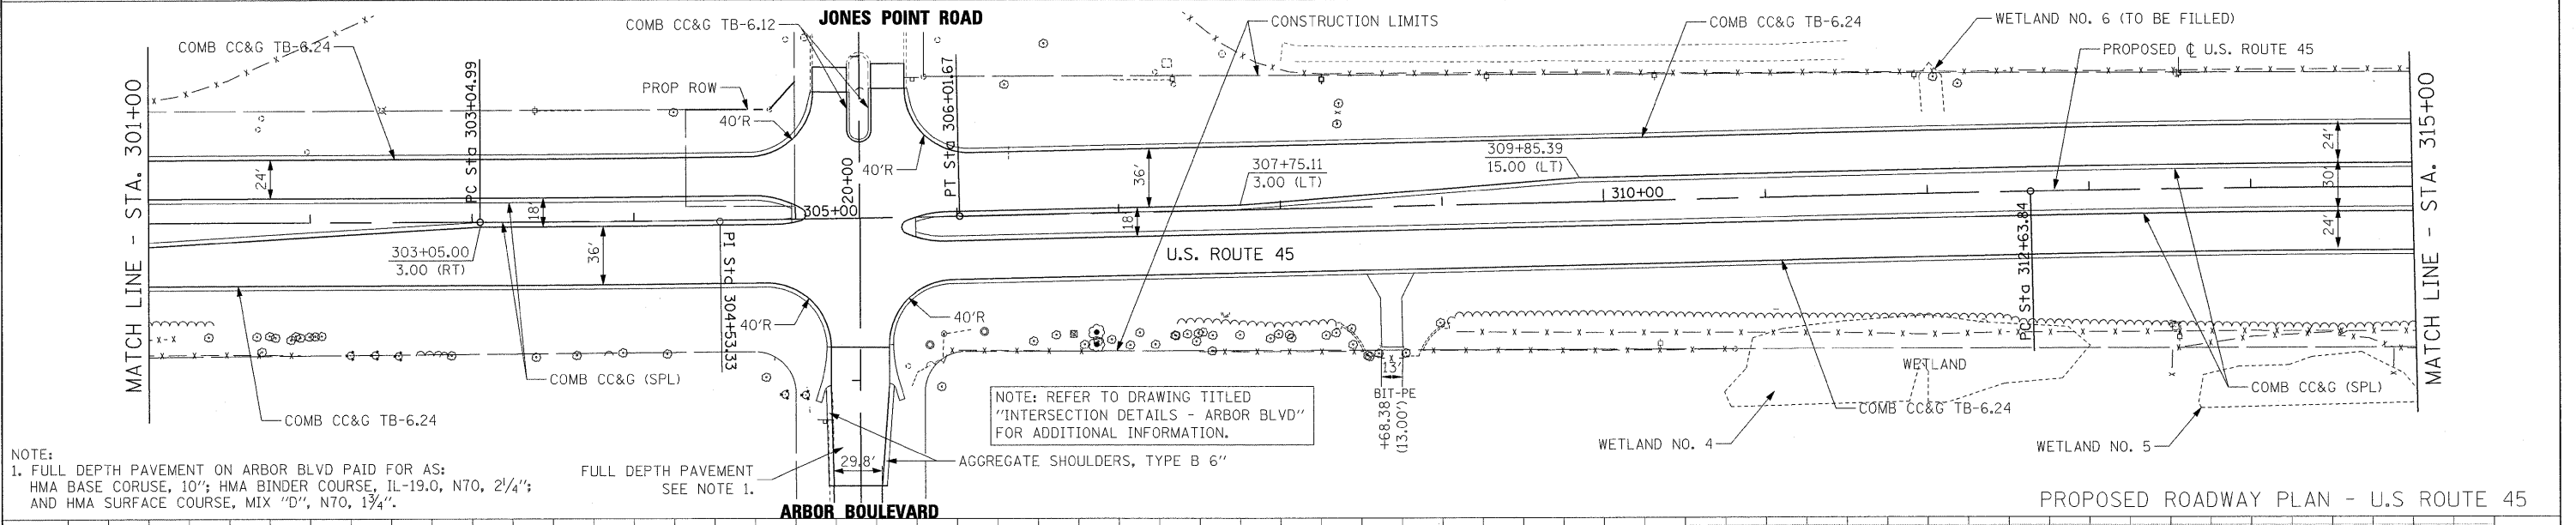 JONES POINT ROAD
COMB CC&G TB-6.12
CONSTRUCTION LIMITS
COMB CC&G TB-6.24
WETLAND NO. 6 (TO BE FILLED)
COMB CC&G TB-6.24
PROPOSED ℄ U.S. ROUTE 45
PROP ROW
40'R
40'R
MATCH LINE - STA. 301+00
PC Sta 303+04.99
PT Sta 306+01.67
MATCH LINE - STA. 315+00
24'
18'
36'
305+00
20+00
36'
18'
307+75.11
3.00 (LT)
309+85.39
15.00 (LT)
310+00
24'
30'
24'
303+05.00
3.00 (RT)
PI Sta 304+53.33
U.S. ROUTE 45
PC Sta 312+63.84
40'R
40'R
COMB CC&G (SPL)
COMB CC&G TB-6.24
13'
BIT-PE
+68.38
(13.00')
WETLAND
COMB CC&G (SPL)
COMB CC&G TB-6.24
WETLAND NO. 4
WETLAND NO. 5
NOTE: REFER TO DRAWING TITLED
"INTERSECTION DETAILS - ARBOR BLVD"
FOR ADDITIONAL INFORMATION.
NOTE:
1. FULL DEPTH PAVEMENT ON ARBOR BLVD PAID FOR AS:
HMA BASE CORUSE, 10"; HMA BINDER COURSE, IL-19.0, N70, 2 1/4";
AND HMA SURFACE COURSE, MIX "D", N70, 1 3/4".
FULL DEPTH PAVEMENT
SEE NOTE 1.
29.8'
AGGREGATE SHOULDERS, TYPE B 6"
ARBOR BOULEVARD
PROPOSED ROADWAY PLAN - U.S ROUTE 45